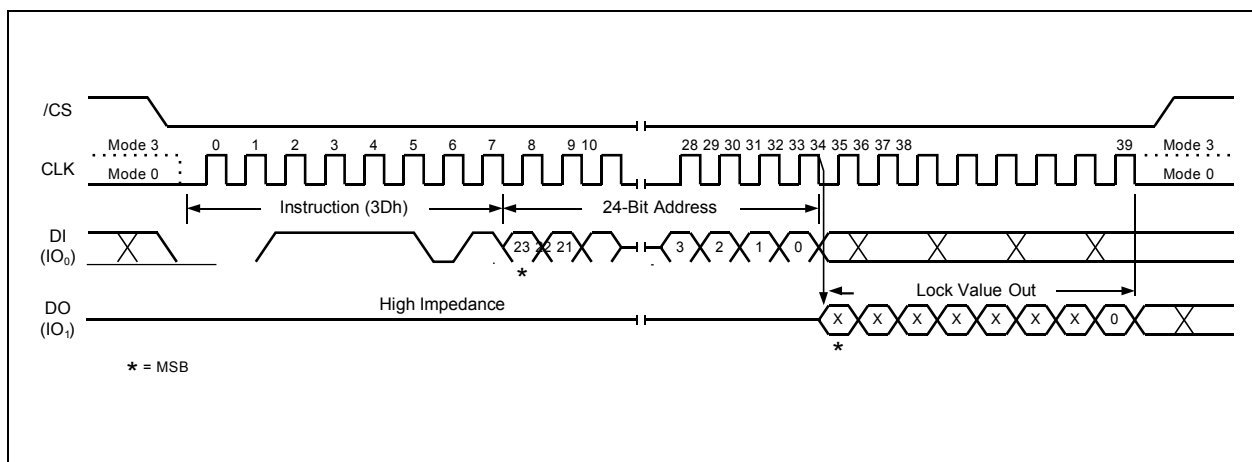 /CS
Mode 3 0 1 2 3 4 5 6 7 8 9 10 28 29 30 31 32 33 34 35 36 37 38 39 Mode 3
CLK
Mode 0 Mode 0
Instruction (3Dh) 24-Bit Address
DI
(IO0)
23 22 21 3 2 1 0
*
Lock Value Out
High Impedance
DO
(IO1)
X X X X X X X 0
*
* = MSB